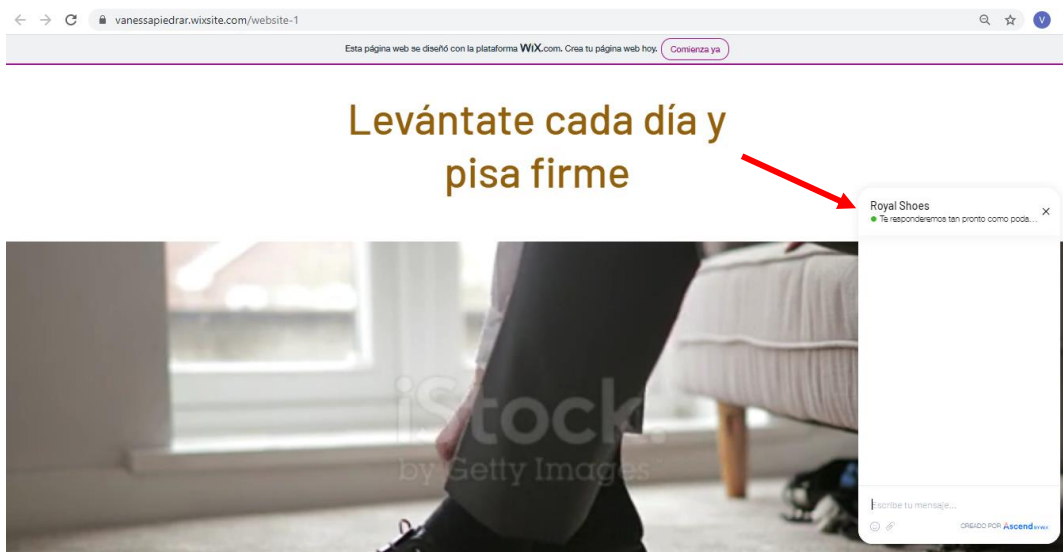 vanessapiedrar.wixsite.com/website-1
V
Esta página web se diseñó con la plataforma WiX.com. Crea tu página web hoy. Comienza ya
Levántate cada día y
pisa firme
Royal Shoes
Te responderemos tan pronto como poda...
iStock.
by Getty Images
Escribe tu mensaje...
CREADO POR Ascend BY WIX